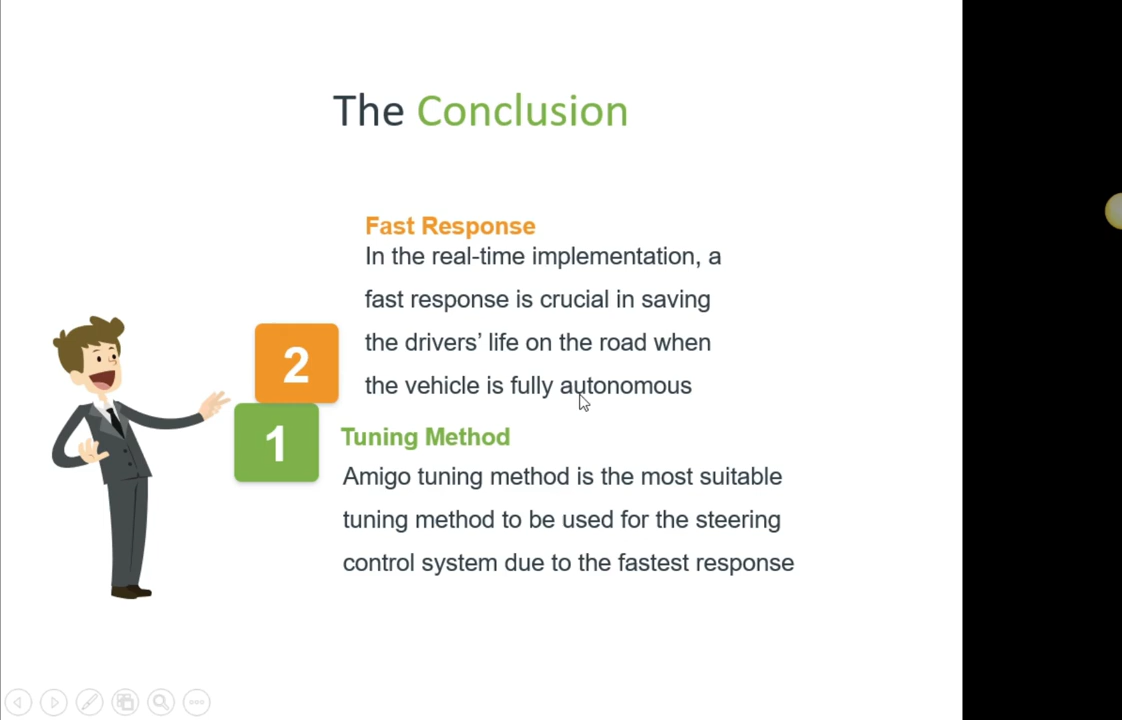 The Conclusion
Fast Response
In the real-time implementation, a
fast response is crucial in saving
the drivers’ life on the road when
the vehicle is fully autonomous
2
1
Tuning Method
Amigo tuning method is the most suitable
tuning method to be used for the steering
control system due to the fastest response